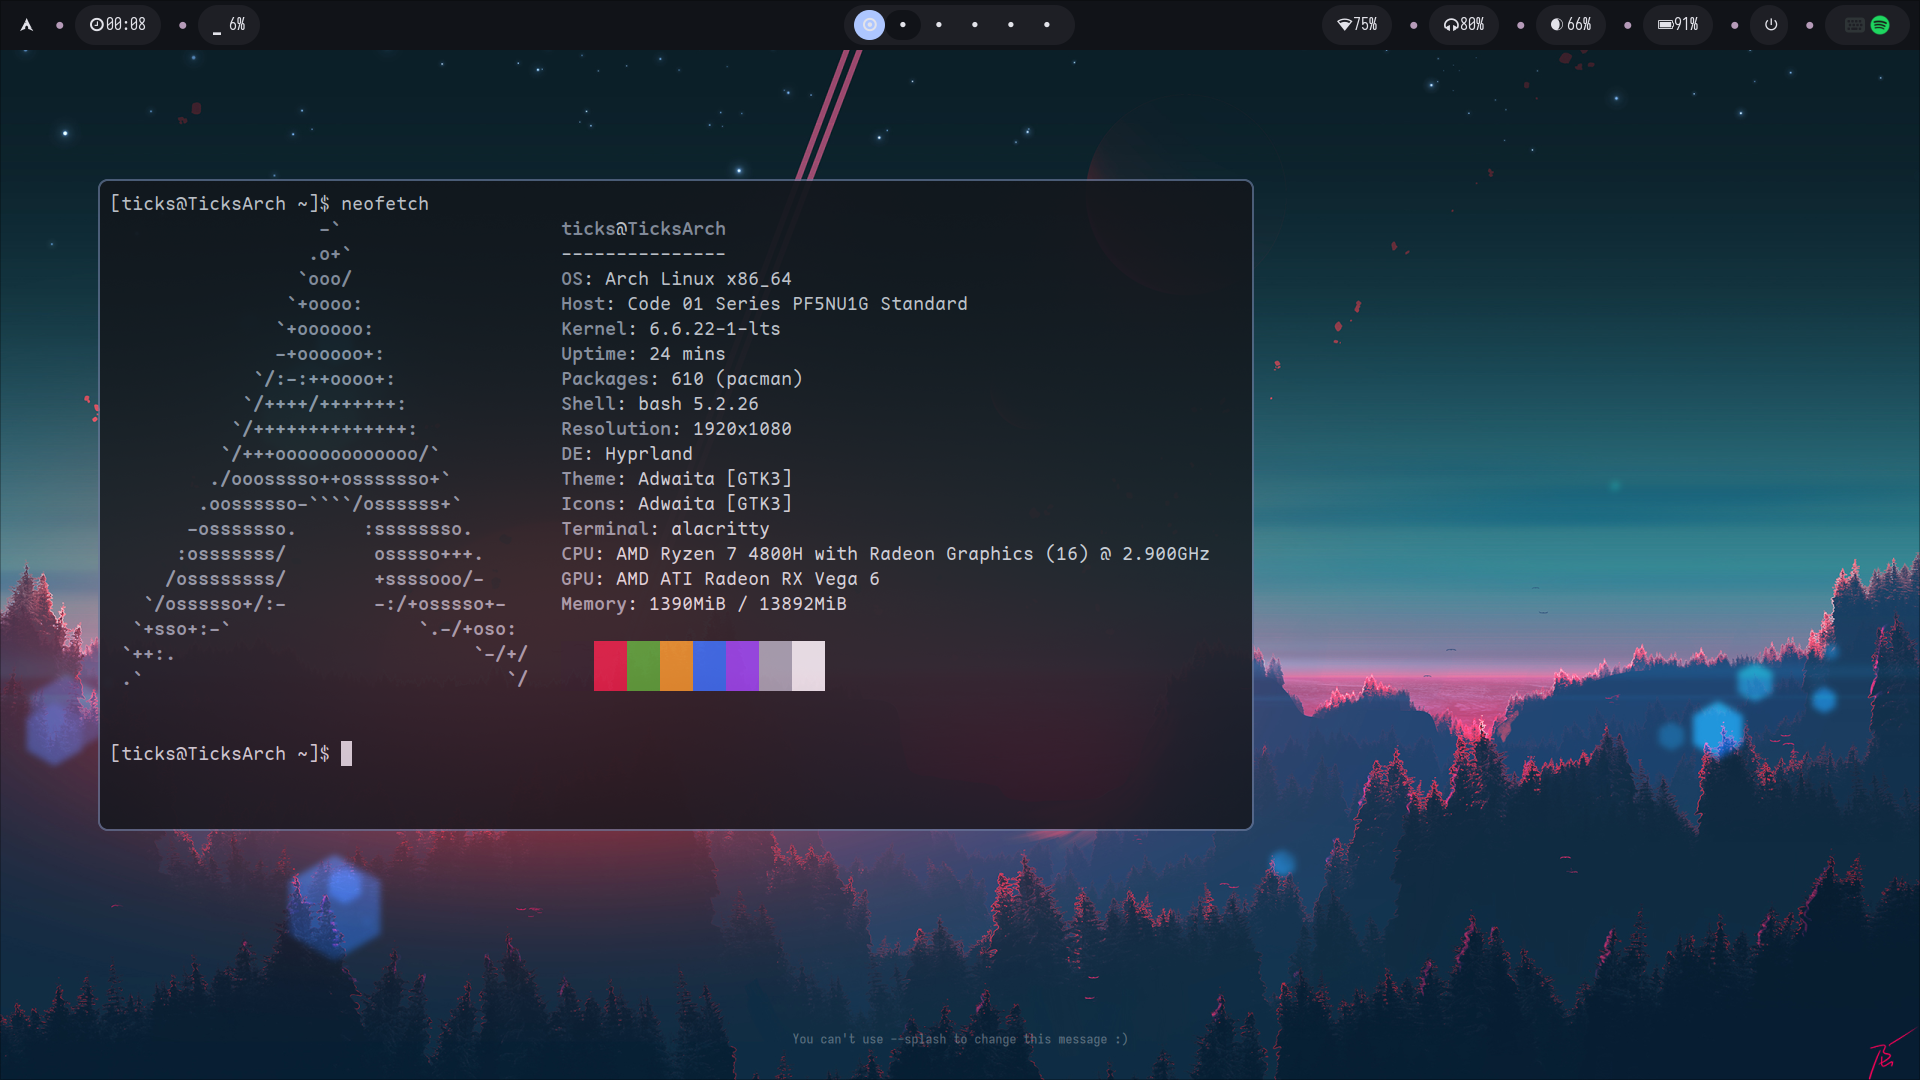 00:08
6%
75%
80%
66%
91%
[ticks@TicksArch ~]$ neofetch
                   -`
                  .o+`
                 `ooo/
                `+oooo:
               `+oooooo:
               -+oooooo+:
             `/:-:++oooo+:
            `/++++/+++++++:
           `/++++++++++++++:
          `/+++ooooooooooooo/`
         ./ooosssso++osssssso+`
        .oossssso-````/ossssss+`
       -osssssso.      :ssssssso.
      :osssssss/        osssso+++.
     /ossssssss/        +ssssooo/-
   `/ossssso+/:-        -:/+osssso+-
  `+sso+:-`                 `.-/+oso:
 `++:.                           `-/+/
 .`                                 `/
ticks@TicksArch
---------------
OS: Arch Linux x86_64
Host: Code 01 Series PF5NU1G Standard
Kernel: 6.6.22-1-lts
Uptime: 24 mins
Packages: 610 (pacman)
Shell: bash 5.2.26
Resolution: 1920x1080
DE: Hyprland
Theme: Adwaita [GTK3]
Icons: Adwaita [GTK3]
Terminal: alacritty
CPU: AMD Ryzen 7 4800H with Radeon Graphics (16) @ 2.900GHz
GPU: AMD ATI Radeon RX Vega 6
Memory: 1390MiB / 13892MiB
[ticks@TicksArch ~]$
You can't use --splash to change this message :)